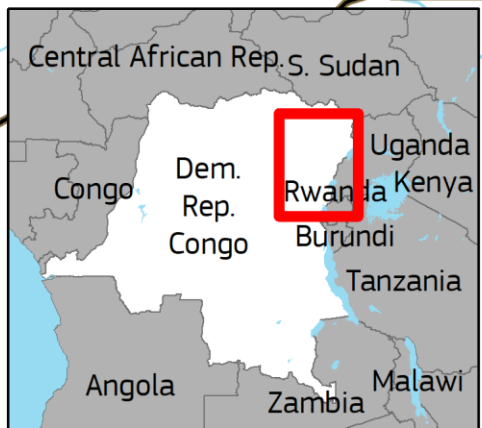 Central African Rep.
S. Sudan
Uganda
Dem.
Rep.
Congo
Congo
Rwanda
Kenya
Burundi
Tanzania
Angola
Malawi
Zambia